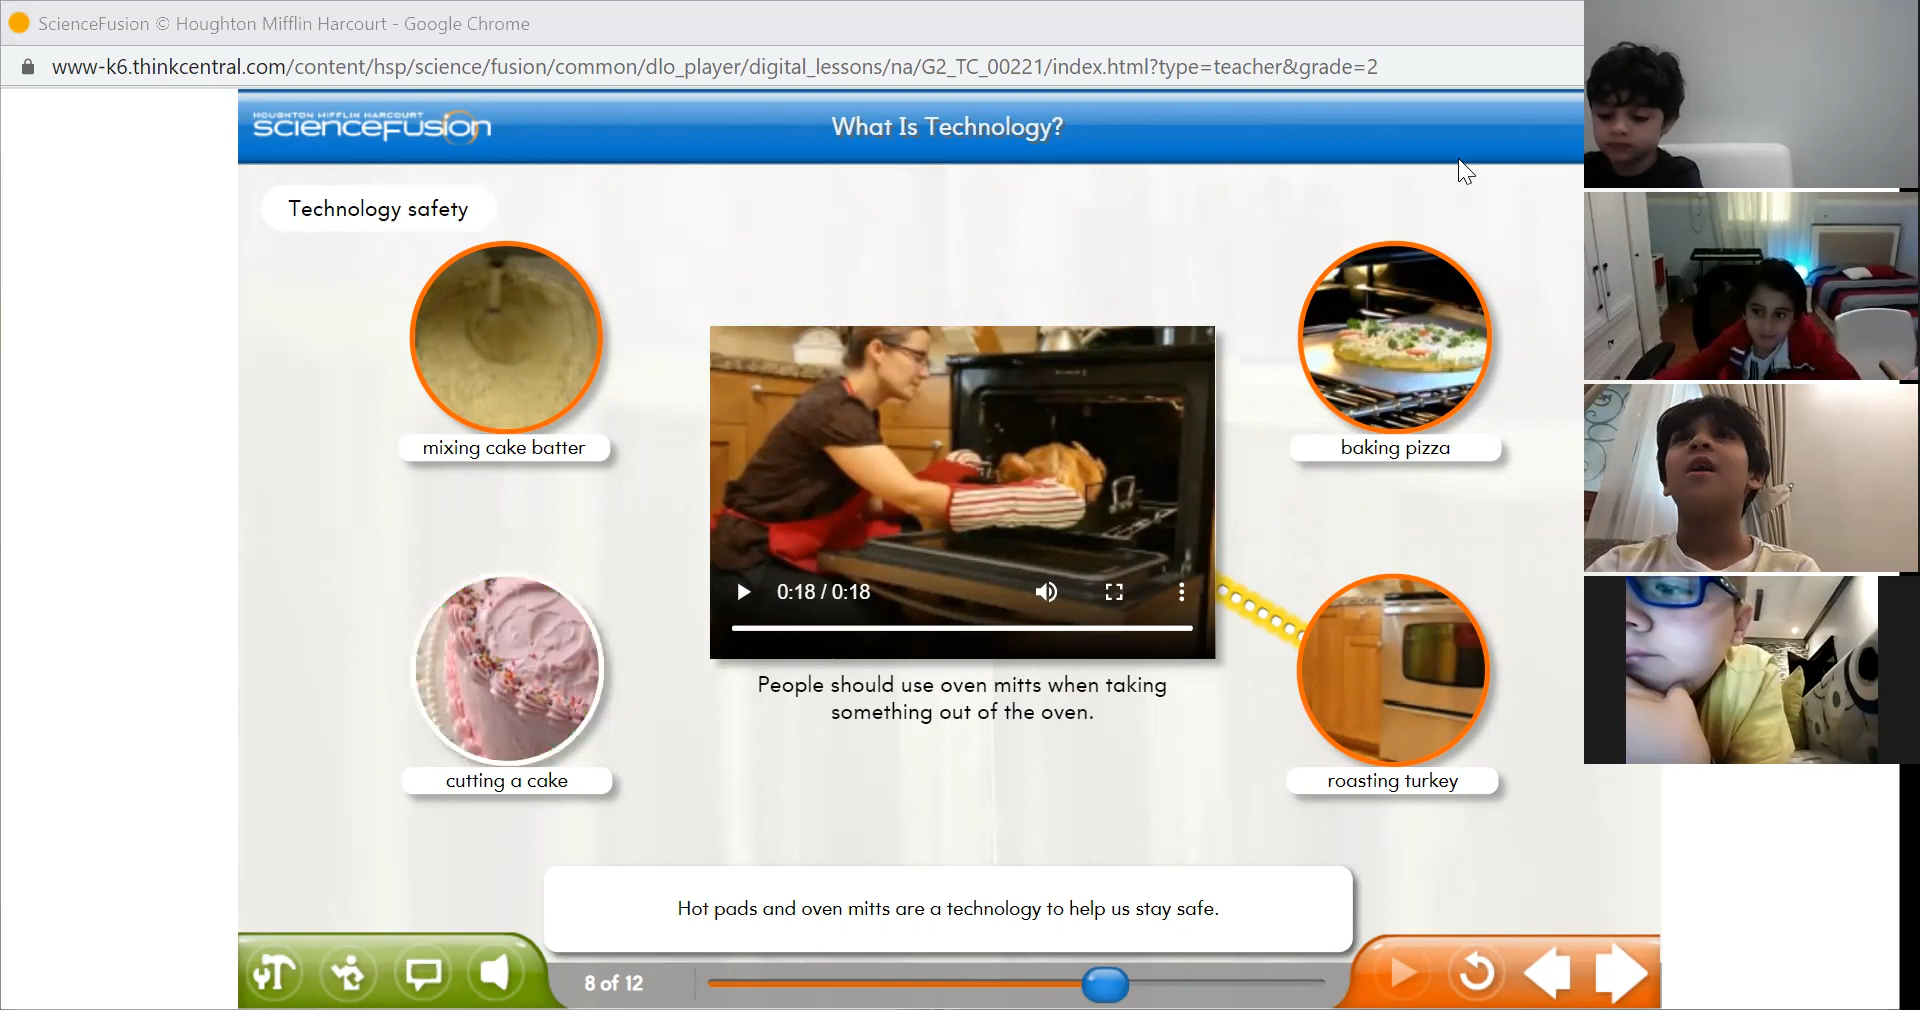 ScienceFusion © Houghton Mifflin Harcourt - Google Chrome
www-k6.thinkcentral.com/content/hsp/science/fusion/common/dlo_player/digital_lessons/na/G2_TC_00221/index.html?type=teacher&grade=2
HOUGHTON MIFFLIN HARCOURT
scienceFusion
What Is Technology?
Technology safety
mixing cake batter
baking pizza
0:18 / 0:18
People should use oven mitts when taking
something out of the oven.
cutting a cake
roasting turkey
Hot pads and oven mitts are a technology to help us stay safe.
8 of 12